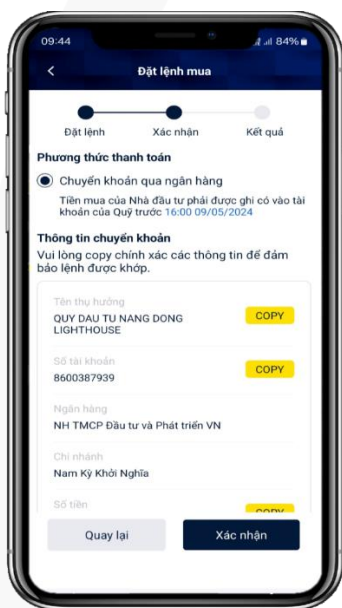 09:44
84%
Đặt lệnh mua
Đặt lệnh
Xác nhận
Kết quả
Phương thức thanh toán
Chuyển khoản qua ngân hàng
Tiền mua của Nhà đầu tư phải được ghi có vào tài
khoản của Quỹ trước 16:00 09/05/2024
Thông tin chuyển khoản
Vui lòng copy chính xác các thông tin để đảm
bảo lệnh được khớp.
Tên thụ hưởng
QUY DAU TU NANG DONG
LIGHTHOUSE
COPY
Số tài khoản
8600387939
COPY
Ngân hàng
NH TMCP Đầu tư và Phát triển VN
Chi nhánh
Nam Kỳ Khởi Nghĩa
Số tiền
COPY
Quay lại
Xác nhận